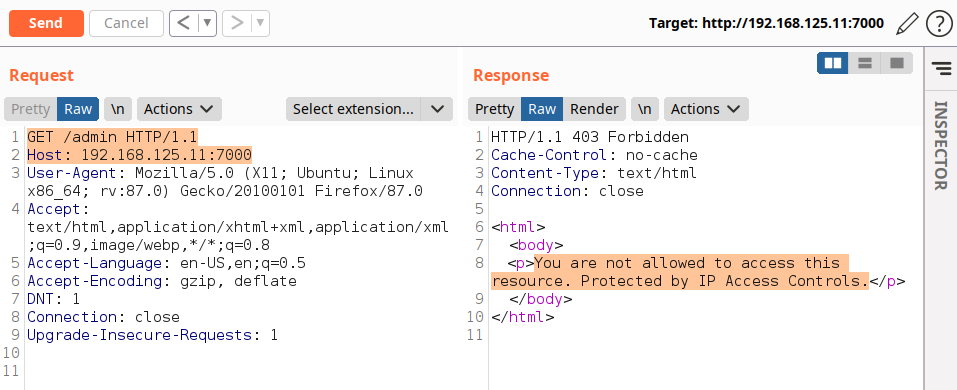 Send Cancel < ▼ > ▼ Target: http://192.168.125.11:7000 ?
Request
Pretty Raw \n Actions Select extension...
1 GET /admin HTTP/1.1
2 Host: 192.168.125.11:7000
3 User-Agent: Mozilla/5.0 (X11; Ubuntu; Linux
x86_64; rv:87.0) Gecko/20100101 Firefox/87.0
4 Accept:
text/html,application/xhtml+xml,application/xml
;q=0.9,image/webp,*/*;q=0.8
5 Accept-Language: en-US,en;q=0.5
6 Accept-Encoding: gzip, deflate
7 DNT: 1
8 Connection: close
9 Upgrade-Insecure-Requests: 1
10
11
Response
Pretty Raw Render \n Actions
1 HTTP/1.1 403 Forbidden
2 Cache-Control: no-cache
3 Content-Type: text/html
4 Connection: close
5
6 <html>
7 <body>
8 <p>You are not allowed to access this
resource. Protected by IP Access Controls.</p>
9 </body>
10 </html>
11
INSPECTOR